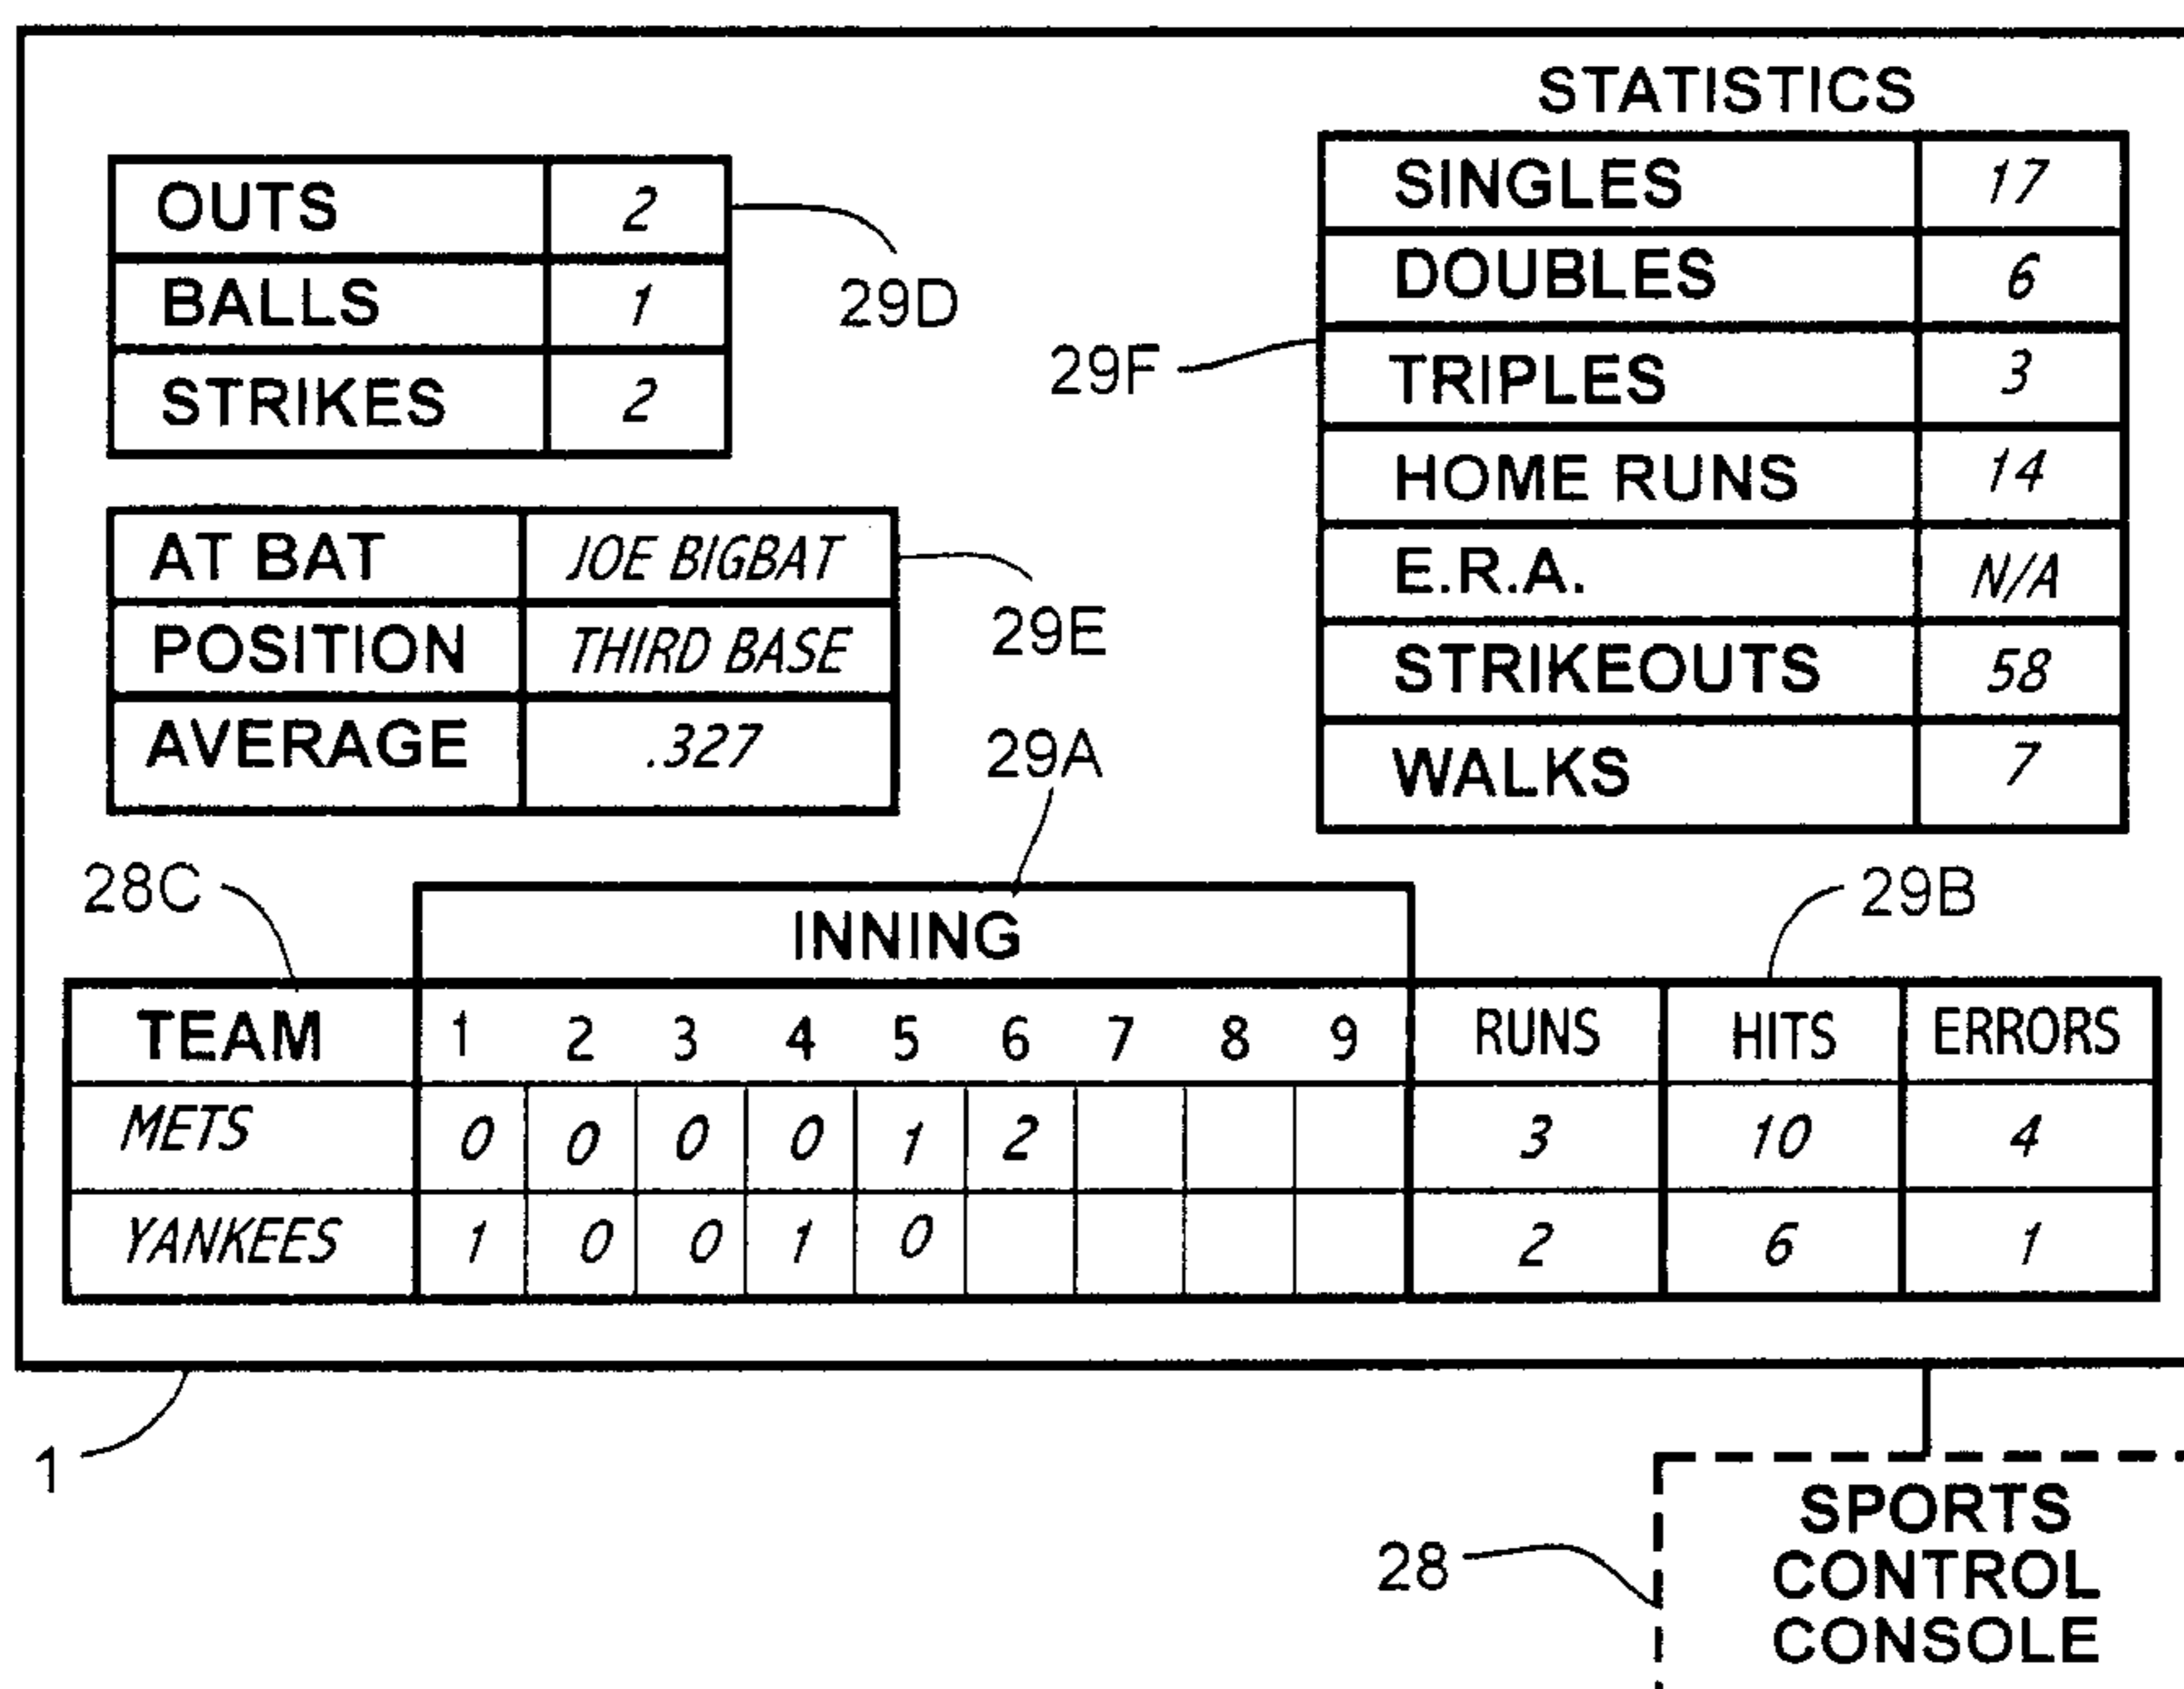 STATISTICS
OUTS 2
BALLS 1
STRIKES 2
29D
SINGLES 17
DOUBLES 6
TRIPLES 3
HOME RUNS 14
E.R.A. N/A
STRIKEOUTS 58
WALKS 7
29F
AT BAT JOE BIGBAT
POSITION THIRD BASE
AVERAGE .327
29E
29A
28C
29B
INNING
TEAM 1 2 3 4 5 6 7 8 9 RUNS HITS ERRORS
METS 0 0 0 0 1 2 3 10 4
YANKEES 1 0 0 1 0 2 6 1
1
28
SPORTS
CONTROL
CONSOLE